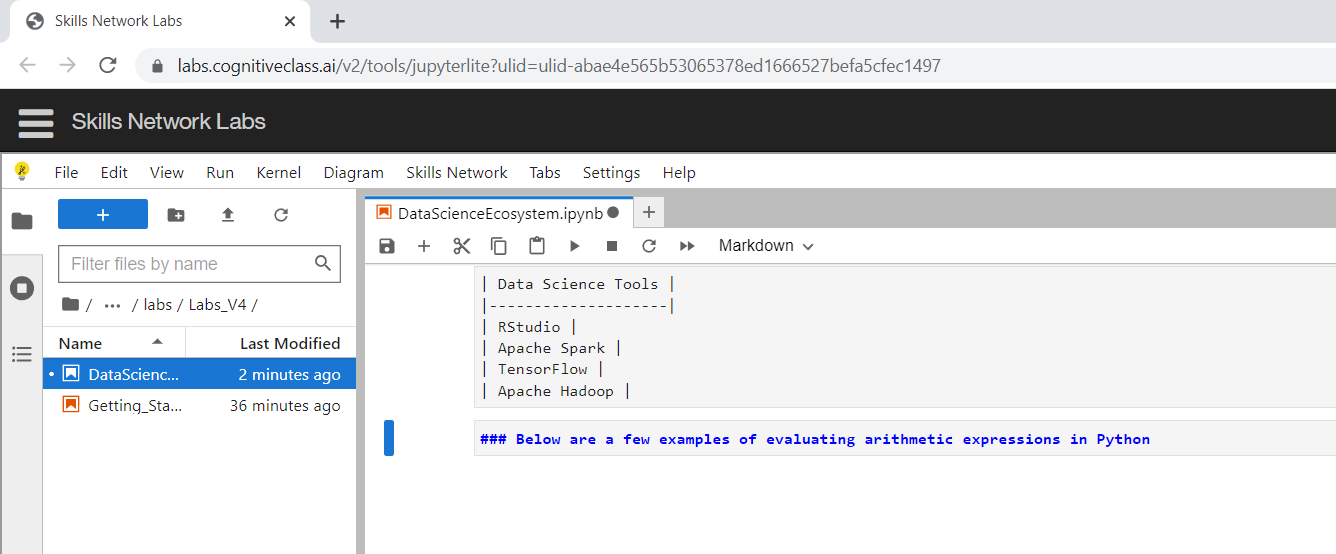 Skills Network Labs
labs.cognitiveclass.ai/v2/tools/jupyterlite?ulid=ulid-abae4e565b53065378ed1666527befa5cfec1497
Skills Network Labs
File Edit View Run Kernel Diagram Skills Network Tabs Settings Help
DataScienceEcosystem.ipynb
Markdown
Filter files by name
/ ··· / labs / Labs_V4 /
Name Last Modified
DataScienc... 2 minutes ago
Getting_Sta... 36 minutes ago
| Data Science Tools |
|--------------------|
| RStudio |
| Apache Spark |
| TensorFlow |
| Apache Hadoop |
### Below are a few examples of evaluating arithmetic expressions in Python